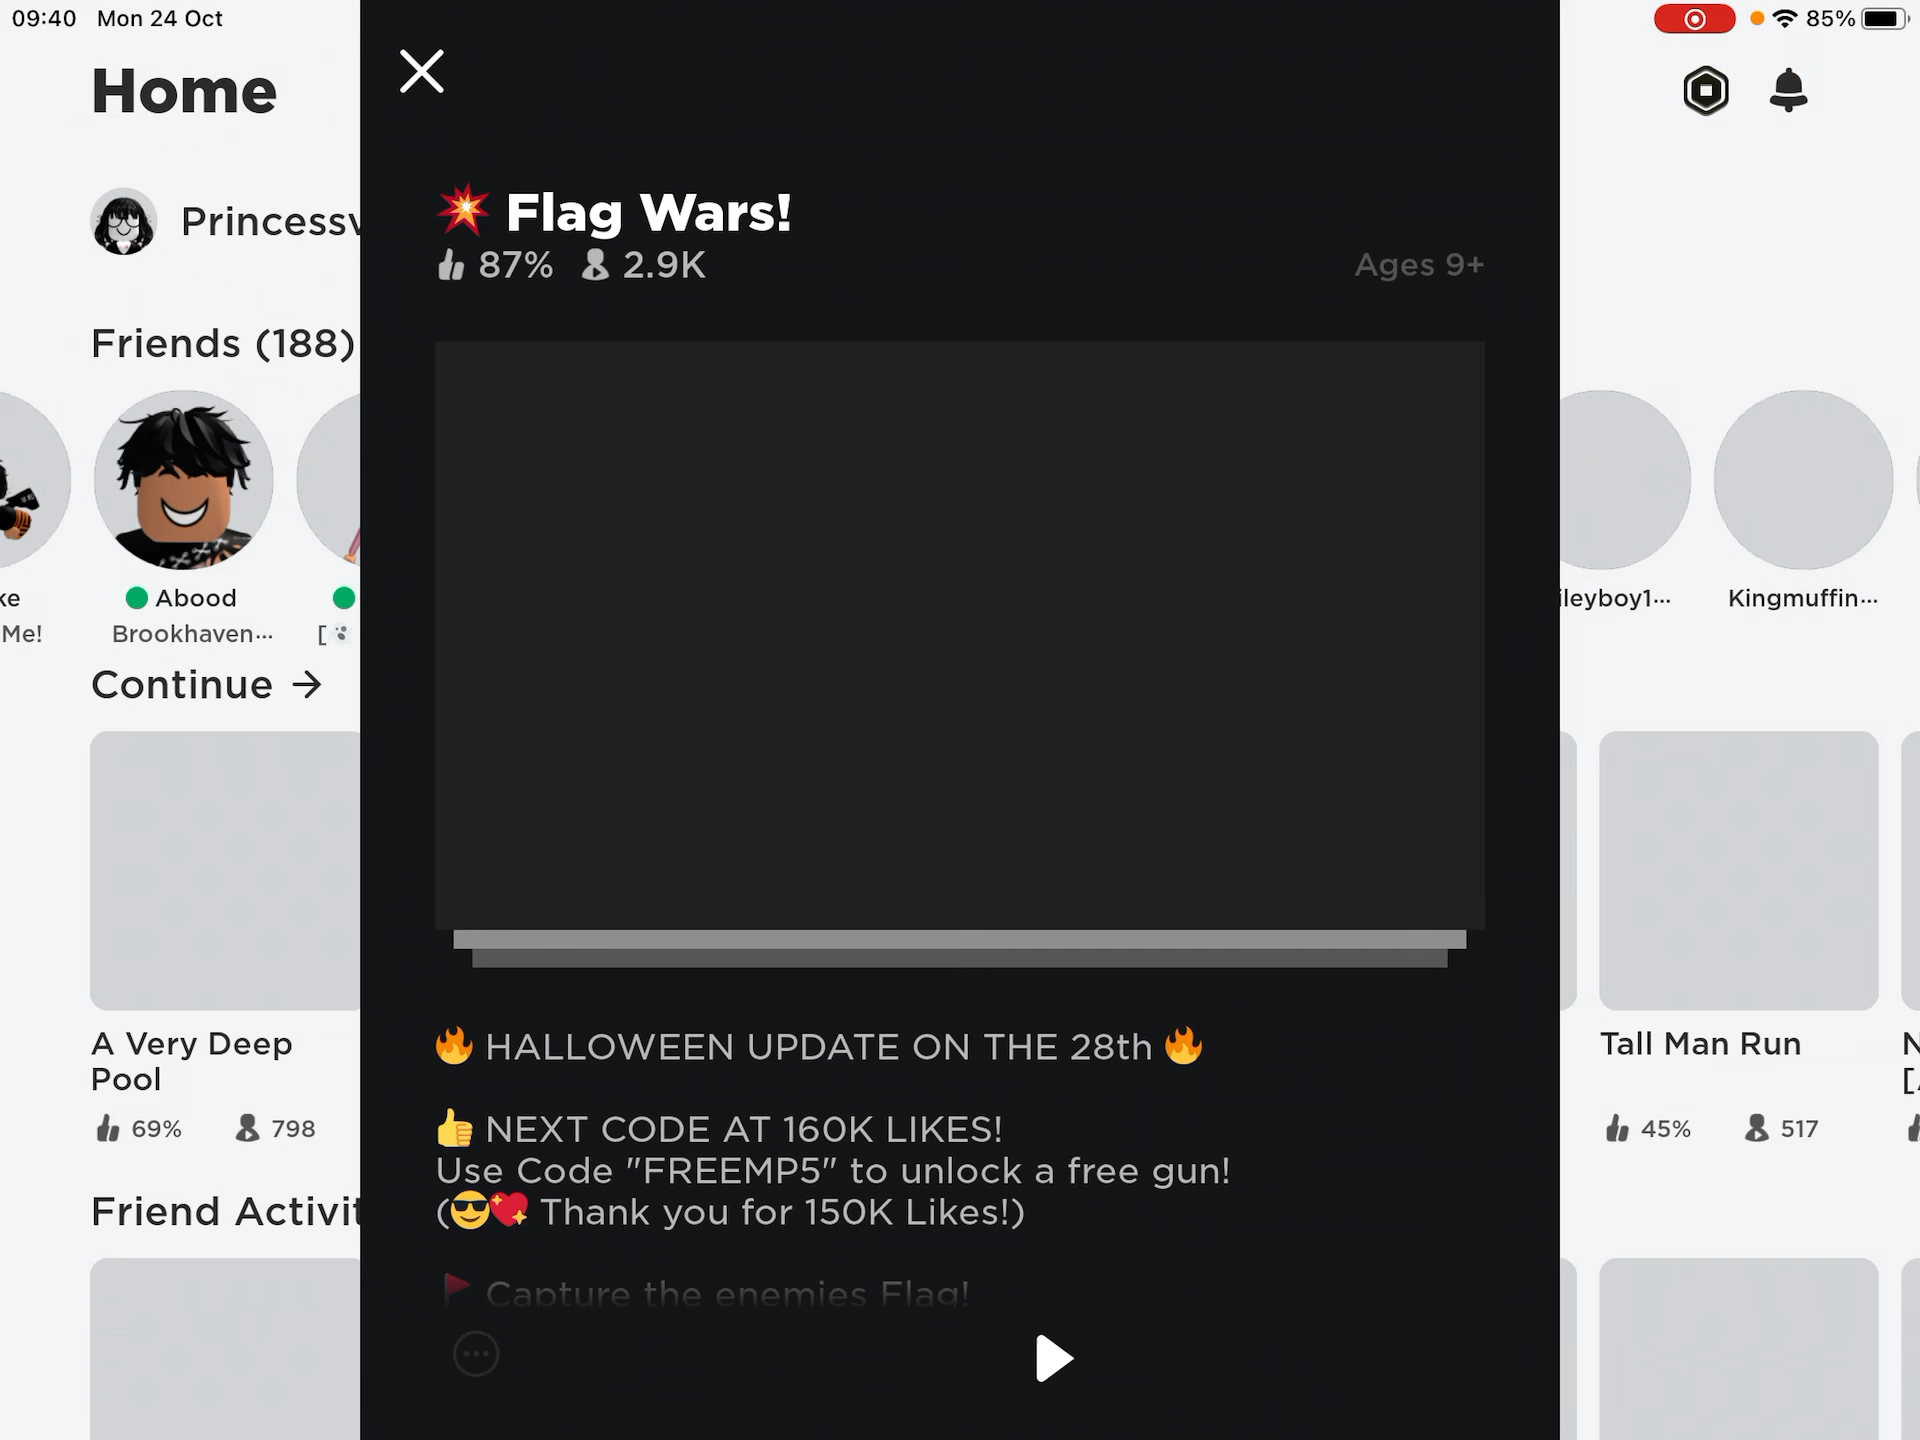 09:40 Mon 24 Oct
85%
Home
Princessv
Friends (188)
ke
Me!
Abood
Brookhaven...
[
ileyboy1...
Kingmuffin...
Continue →
A Very Deep
Pool
69% 798
Tall Man Run
45% 517
N
[
Friend Activit
💥 Flag Wars!
87% 2.9K
Ages 9+
🔥 HALLOWEEN UPDATE ON THE 28th 🔥
👍 NEXT CODE AT 160K LIKES!
Use Code "FREEMP5" to unlock a free gun!
(😎💖 Thank you for 150K Likes!)
🚩 Capture the enemies Flag!